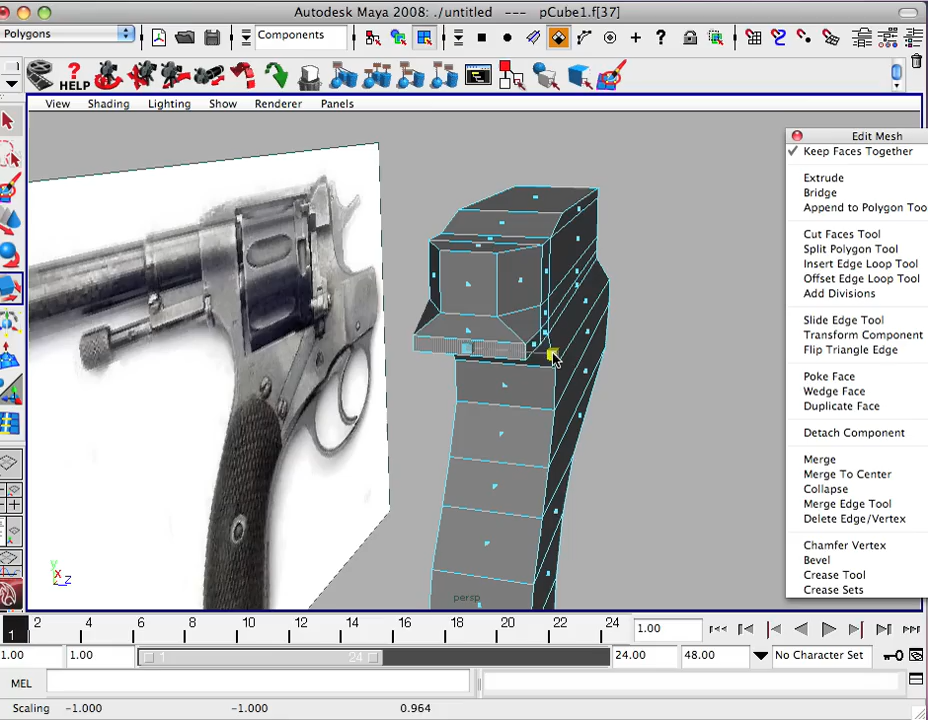 Autodesk Maya 2008: ./untitled --- pCube1.f[37]
Polygons
Components
HELP
View Shading Lighting Show Renderer Panels
Edit Mesh
Keep Faces Together
Extrude
Bridge
Append to Polygon Too
Cut Faces Tool
Split Polygon Tool
Insert Edge Loop Tool
Offset Edge Loop Tool
Add Divisions
Slide Edge Tool
Transform Component
Flip Triangle Edge
Poke Face
Wedge Face
Duplicate Face
Detach Component
Merge
Merge To Center
Collapse
Merge Edge Tool
Delete Edge/Vertex
Chamfer Vertex
Bevel
Crease Tool
Crease Sets
y
x
z
persp
1 2 4 6 8 10 12 14 16 18 20 22 24
1.00
1.00 1.00 1 24 24.00 48.00 No Character Set
MEL
Scaling -1.000 -1.000 0.964